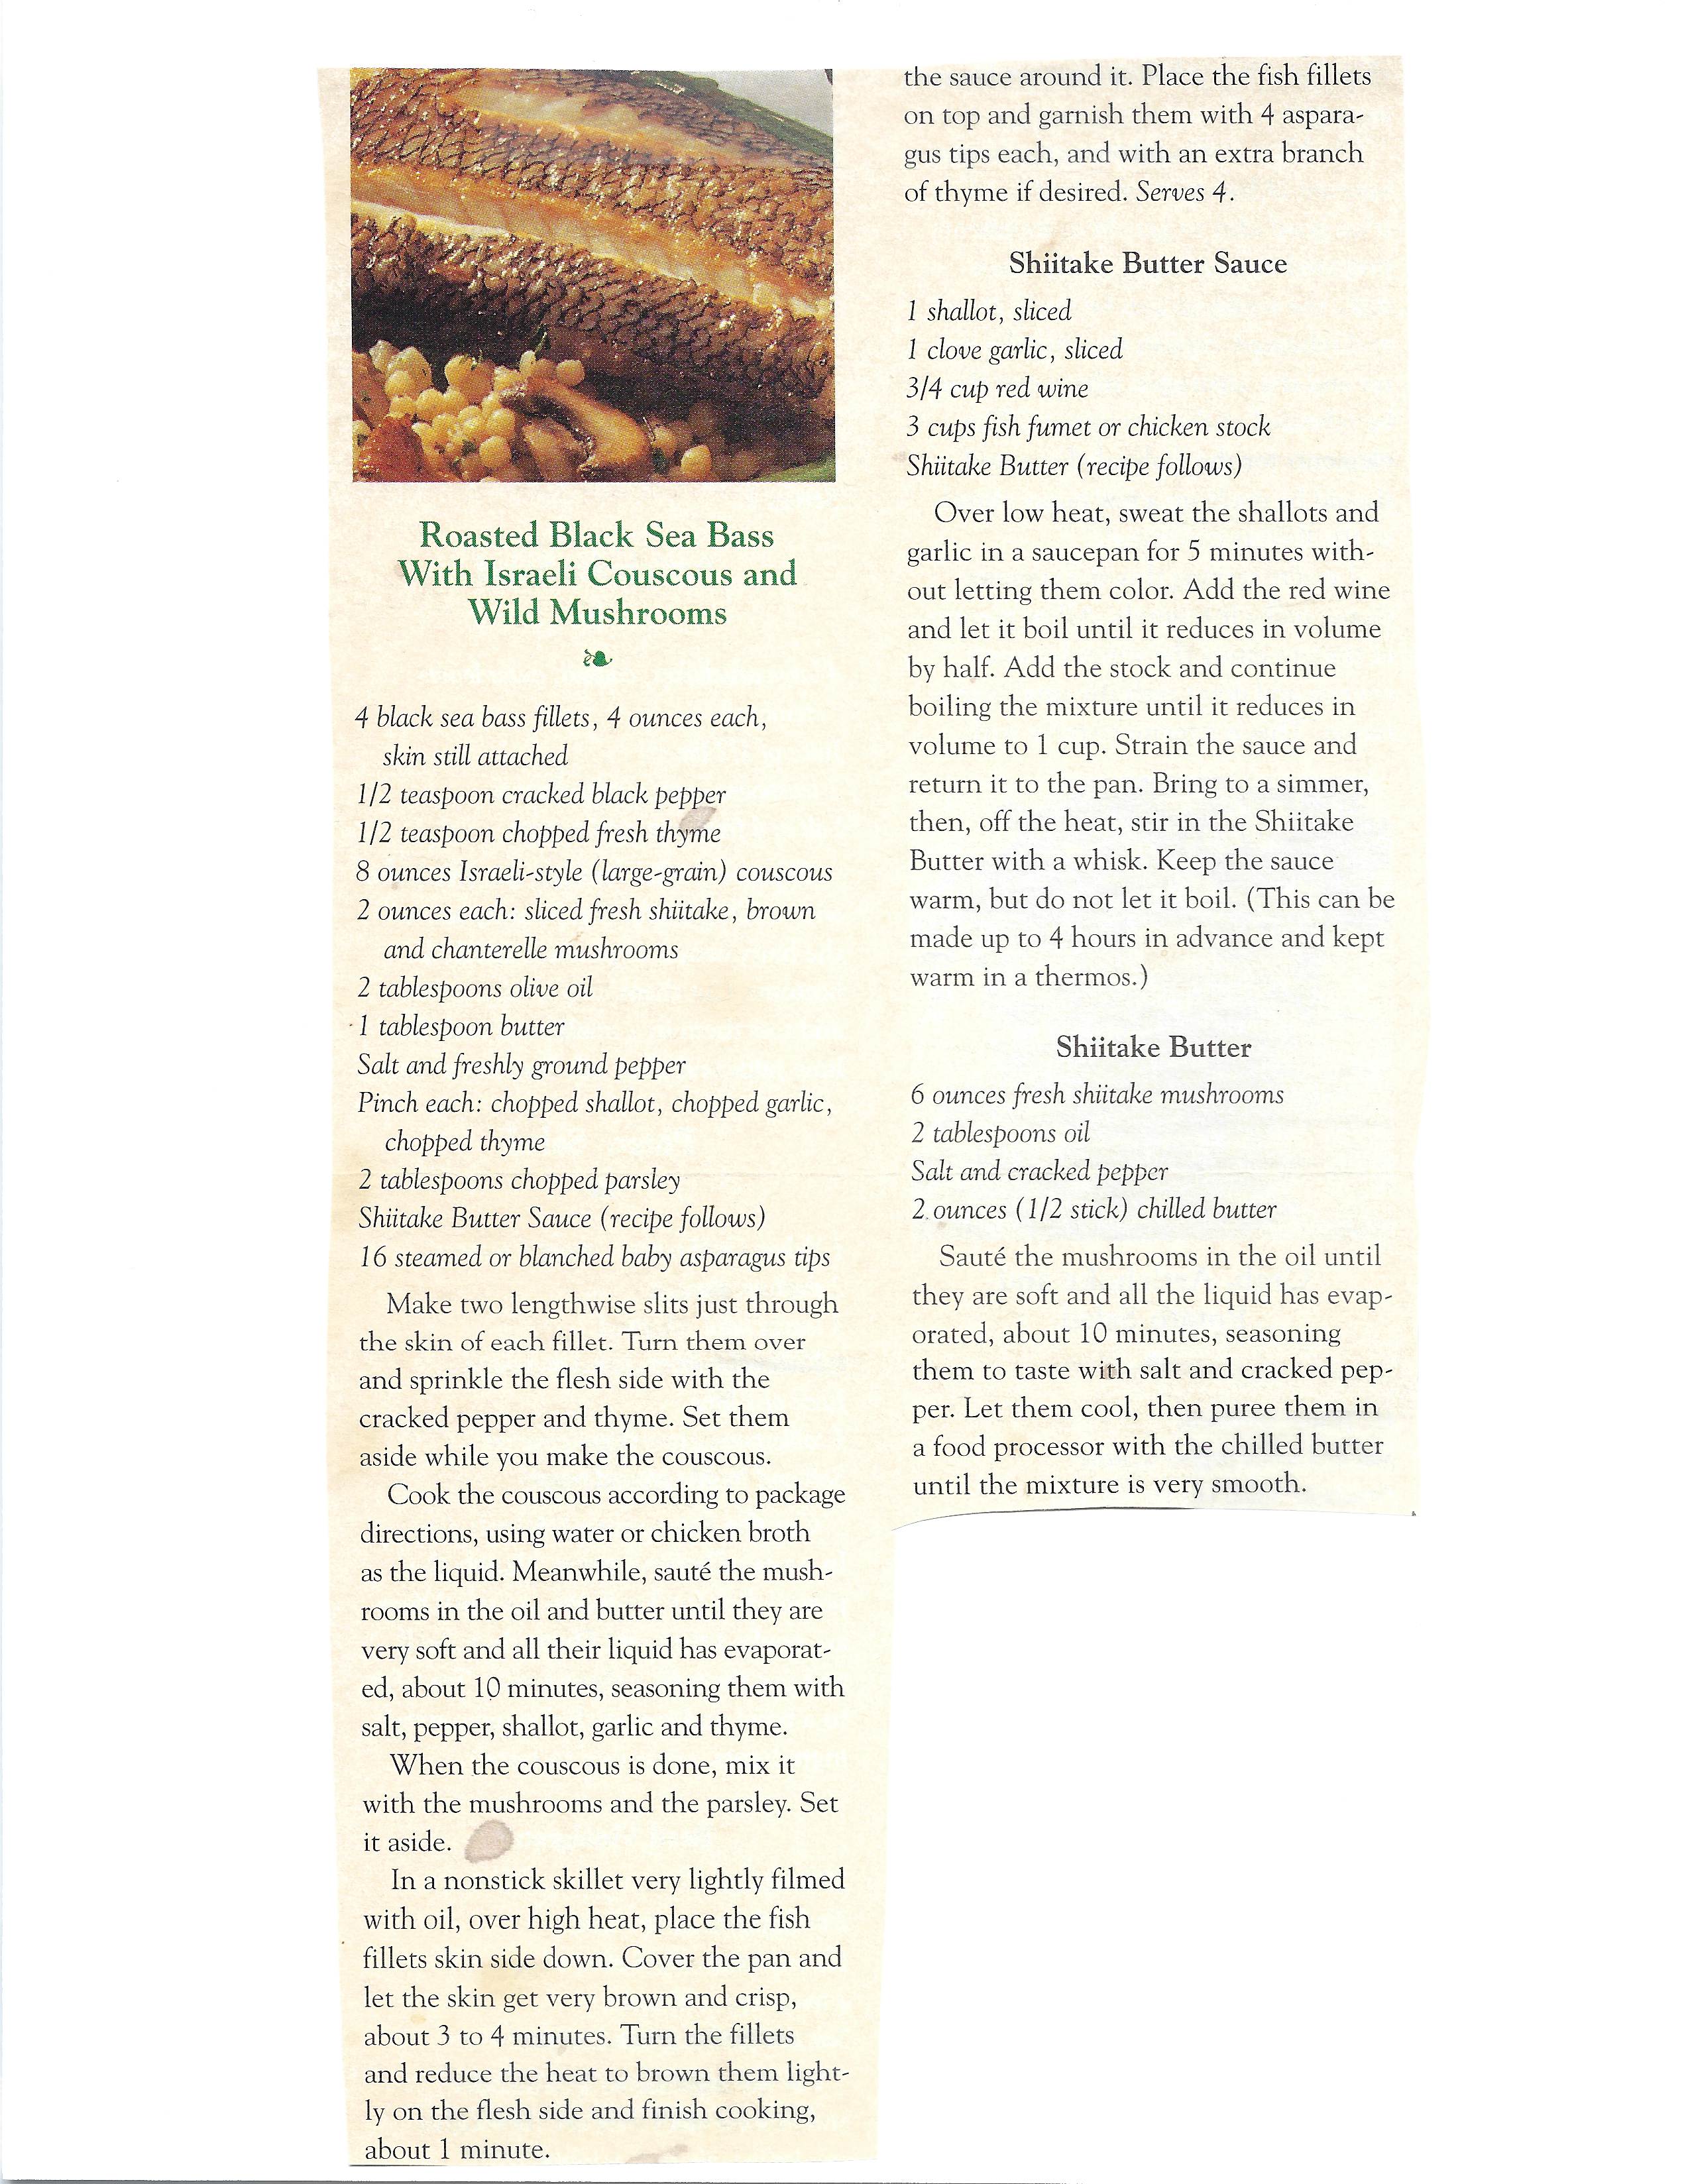 Roasted Black Sea Bass
With Israeli Couscous and
Wild Mushrooms
4 black sea bass fillets, 4 ounces each,
skin still attached
1/2 teaspoon cracked black pepper
1/2 teaspoon chopped fresh thyme
8 ounces Israeli-style (large-grain) couscous
2 ounces each: sliced fresh shiitake, brown
and chanterelle mushrooms
2 tablespoons olive oil
1 tablespoon butter
Salt and freshly ground pepper
Pinch each: chopped shallot, chopped garlic,
chopped thyme
2 tablespoons chopped parsley
Shiitake Butter Sauce (recipe follows)
16 steamed or blanched baby asparagus tips
Make two lengthwise slits just through
the skin of each fillet. Turn them over
and sprinkle the flesh side with the
cracked pepper and thyme. Set them
aside while you make the couscous.
Cook the couscous according to package
directions, using water or chicken broth
as the liquid. Meanwhile, sauté the mush-
rooms in the oil and butter until they are
very soft and all their liquid has evaporat-
ed, about 10 minutes, seasoning them with
salt, pepper, shallot, garlic and thyme.
When the couscous is done, mix it
with the mushrooms and the parsley. Set
it aside.
In a nonstick skillet very lightly filmed
with oil, over high heat, place the fish
fillets skin side down. Cover the pan and
let the skin get very brown and crisp,
about 3 to 4 minutes. Turn the fillets
and reduce the heat to brown them light-
ly on the flesh side and finish cooking,
about 1 minute.
the sauce around it. Place the fish fillets
on top and garnish them with 4 aspara-
gus tips each, and with an extra branch
of thyme if desired. Serves 4.
Shiitake Butter Sauce
1 shallot, sliced
1 clove garlic, sliced
3/4 cup red wine
3 cups fish fumet or chicken stock
Shiitake Butter (recipe follows)
Over low heat, sweat the shallots and
garlic in a saucepan for 5 minutes with-
out letting them color. Add the red wine
and let it boil until it reduces in volume
by half. Add the stock and continue
boiling the mixture until it reduces in
volume to 1 cup. Strain the sauce and
return it to the pan. Bring to a simmer,
then, off the heat, stir in the Shiitake
Butter with a whisk. Keep the sauce
warm, but do not let it boil. (This can be
made up to 4 hours in advance and kept
warm in a thermos.)
Shiitake Butter
6 ounces fresh shiitake mushrooms
2 tablespoons oil
Salt and cracked pepper
2 ounces (1/2 stick) chilled butter
Sauté the mushrooms in the oil until
they are soft and all the liquid has evap-
orated, about 10 minutes, seasoning
them to taste with salt and cracked pep-
per. Let them cool, then puree them in
a food processor with the chilled butter
until the mixture is very smooth.